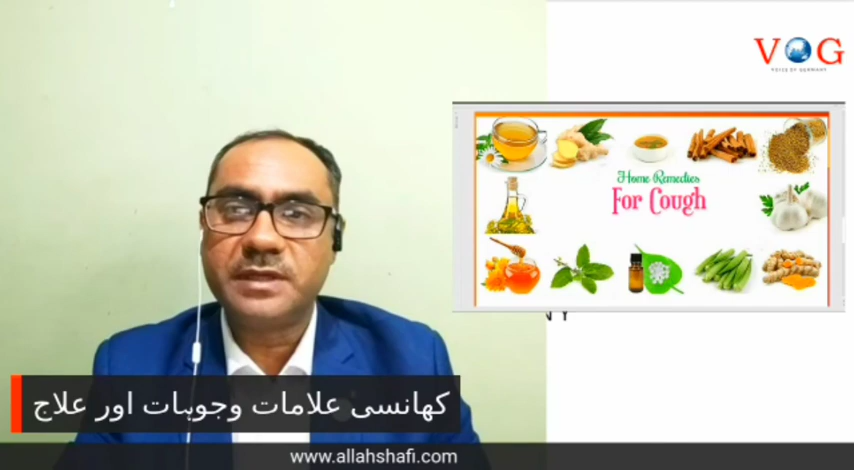 VOG
VOICE OF GERMANY
Home Remedies
For Cough
N Y
کھانسی علامات وجوہات اور علاج
www.allahshafi.com